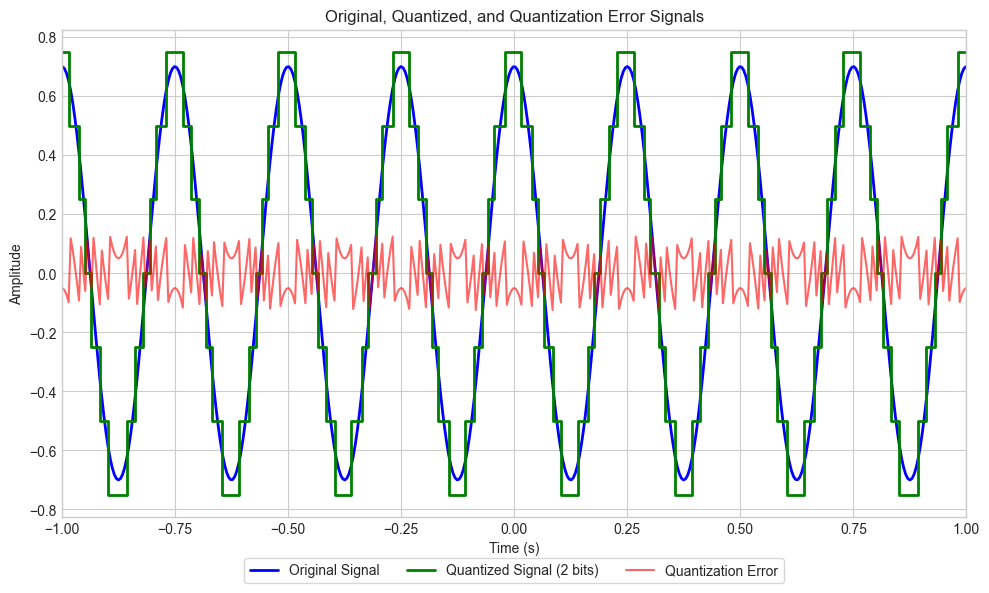 Original, Quantized, and Quantization Error Signals
Amplitude
0.8
0.6
0.4
0.2
0.0
−0.2
−0.4
−0.6
−0.8
−1.00 −0.75 −0.50 −0.25 0.00 0.25 0.50 0.75 1.00
Time (s)
Original Signal Quantized Signal (2 bits) Quantization Error